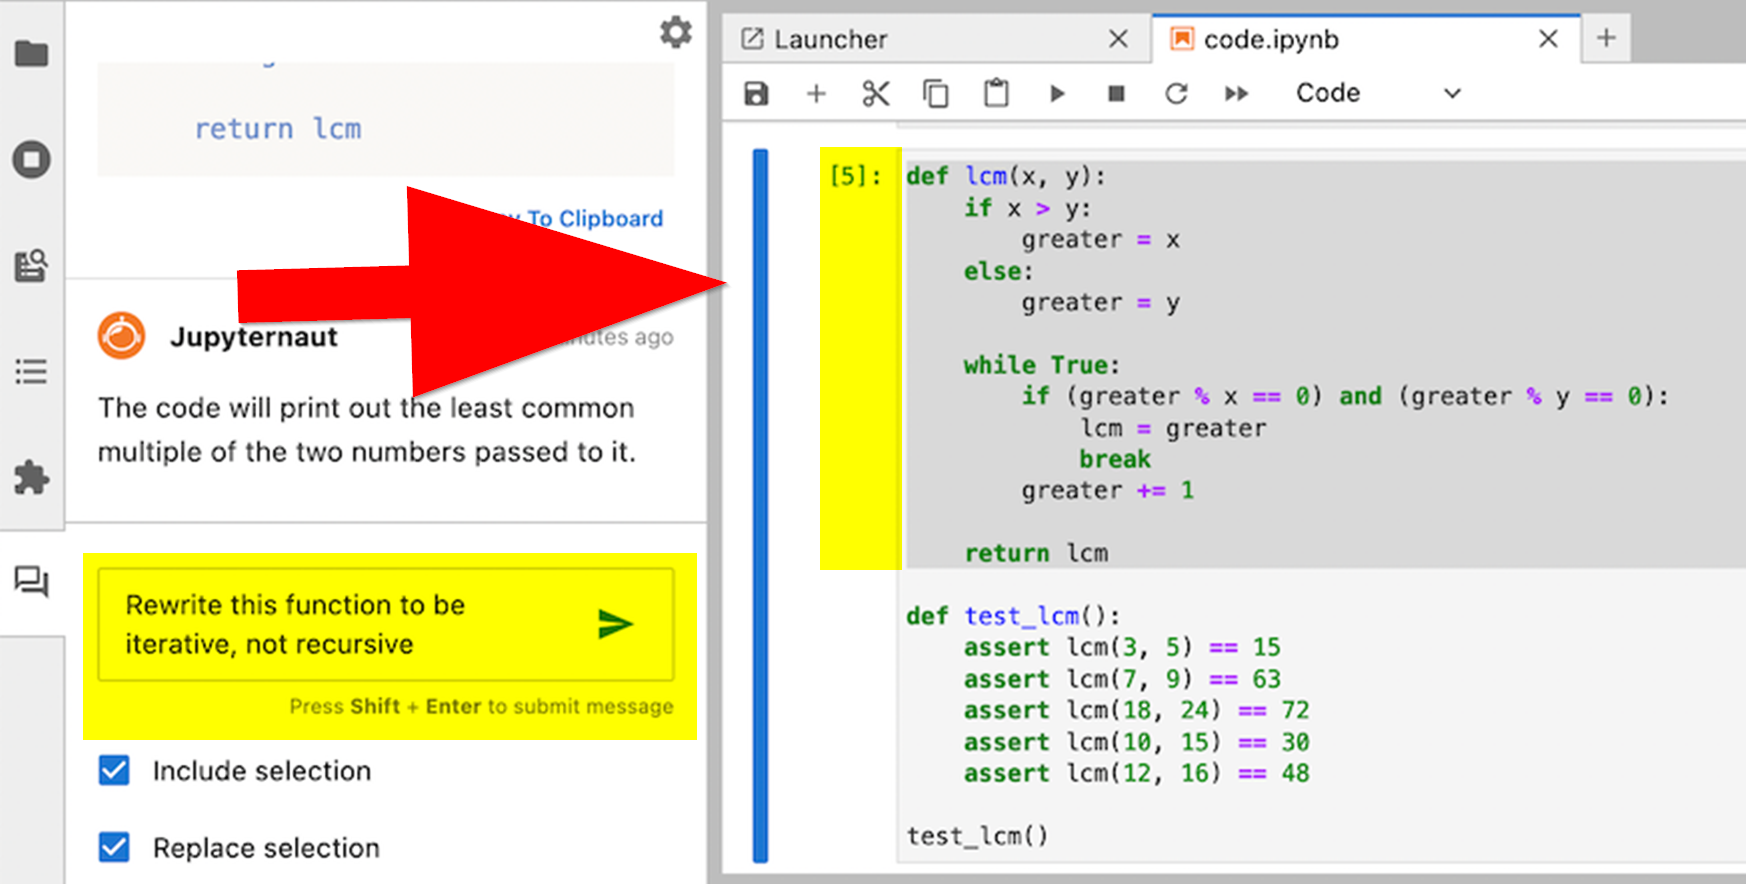 return lcm
To Clipboard
Jupyternaut
ago
The code will print out the least common
multiple of the two numbers passed to it.
Rewrite this function to be
iterative, not recursive
Press Shift + Enter to submit message
Include selection
Replace selection
Launcher
code.ipynb
Code
[5]:
def lcm(x, y):
    if x > y:
        greater = x
    else:
        greater = y
    while True:
        if (greater % x == 0) and (greater % y == 0):
            lcm = greater
            break
        greater += 1
    return lcm
def test_lcm():
    assert lcm(3, 5) == 15
    assert lcm(7, 9) == 63
    assert lcm(18, 24) == 72
    assert lcm(10, 15) == 30
    assert lcm(12, 16) == 48
test_lcm()